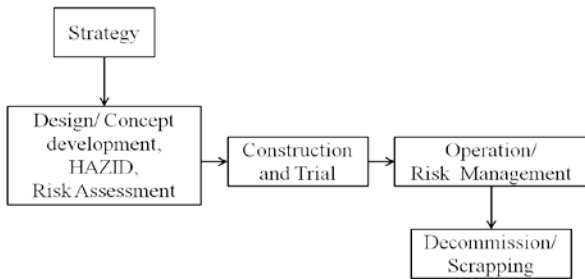 Strategy
Design/ Concept
development,
HAZID,
Risk Assessment
Construction
and Trial
Operation/
Risk Management
Decommission/
Scrapping